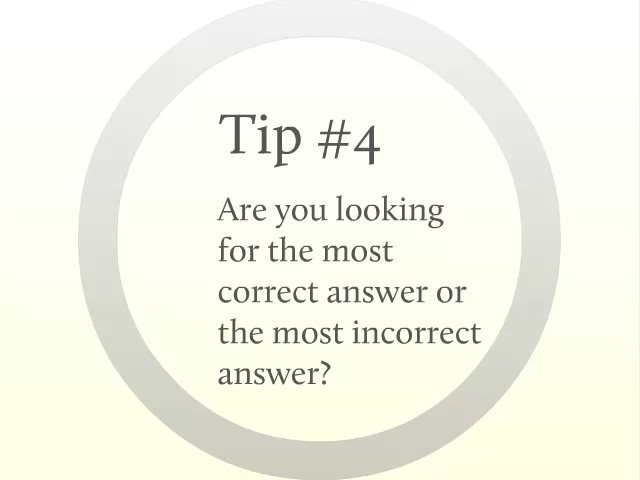 Tip #4
Are you looking
for the most
correct answer or
the most incorrect
answer?